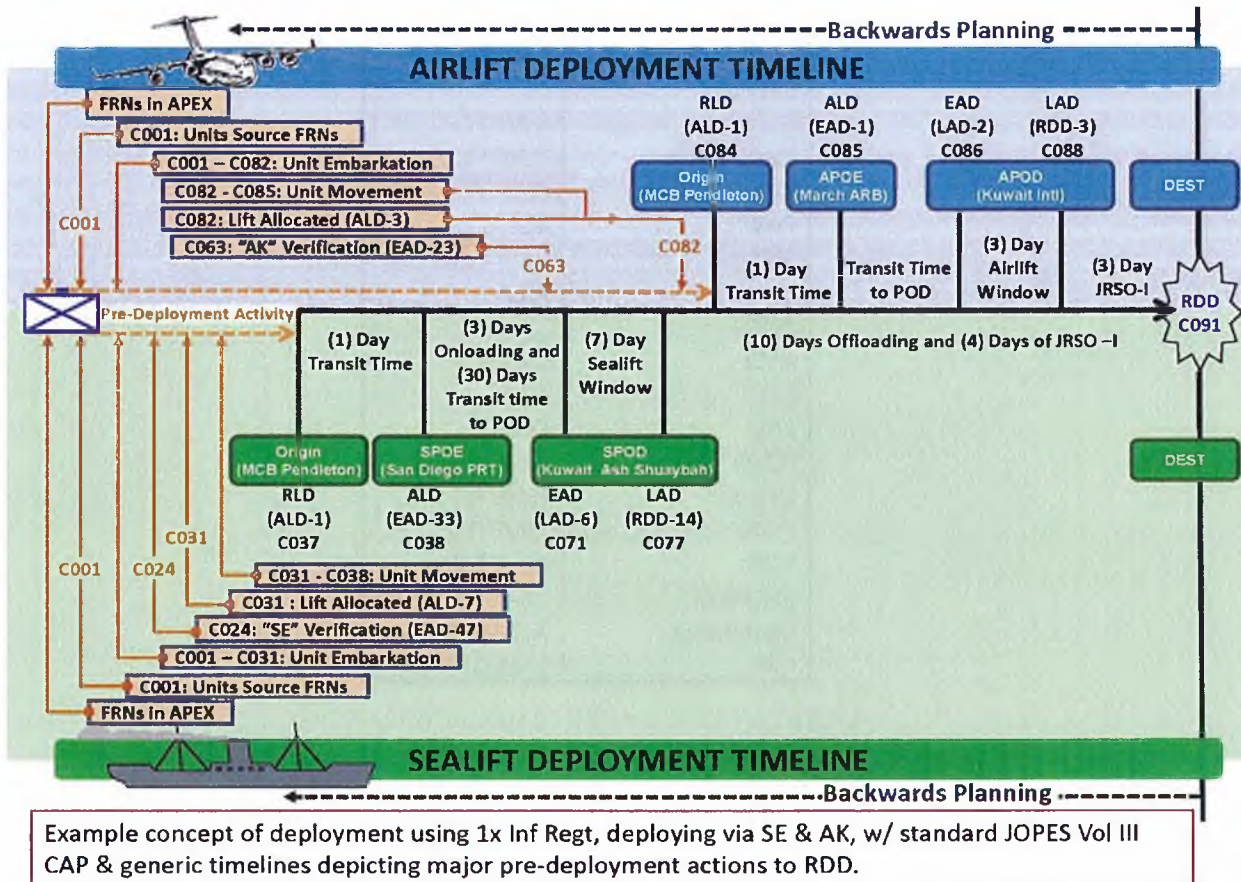 Backwards Planning
AIRLIFT DEPLOYMENT TIMELINE
FRNs in APEX
C001: Units Source FRNs
C001 – C082: Unit Embarkation
C082 - C085: Unit Movement
C082: Lift Allocated (ALD-3)
C063: "AK" Verification (EAD-23)
C001
C063
C082
RLD
(ALD-1)
C084
ALD
(EAD-1)
C085
EAD
(LAD-2)
C086
LAD
(RDD-3)
C088
Origin
(MCB Pendleton)
APOE
(March ARB)
APOD
(Kuwait Intl)
DEST
(1) Day
Transit Time
Transit Time
to POD
(3) Day
Airlift
Window
(3) Day
JRSO-I
RDD
C091
Pre-Deployment Activity
(1) Day
Transit Time
(3) Days
Onloading and
(30) Days
Transit time
to POD
(7) Day
Sealift
Window
(10) Days Offloading and (4) Days of JRSO –I
Origin
(MCB Pendleton)
SPOE
(San Diego PRT)
SPOD
(Kuwait Ash Shuaybah)
DEST
RLD
(ALD-1)
C037
ALD
(EAD-33)
C038
EAD
(LAD-6)
C071
LAD
(RDD-14)
C077
C001
C024
C031
C031 - C038: Unit Movement
C031 : Lift Allocated (ALD-7)
C024: "SE" Verification (EAD-47)
C001 – C031: Unit Embarkation
C001: Units Source FRNs
FRNs in APEX
SEALIFT DEPLOYMENT TIMELINE
Backwards Planning
Example concept of deployment using 1x Inf Regt, deploying via SE & AK, w/ standard JOPES Vol III
CAP & generic timelines depicting major pre-deployment actions to RDD.